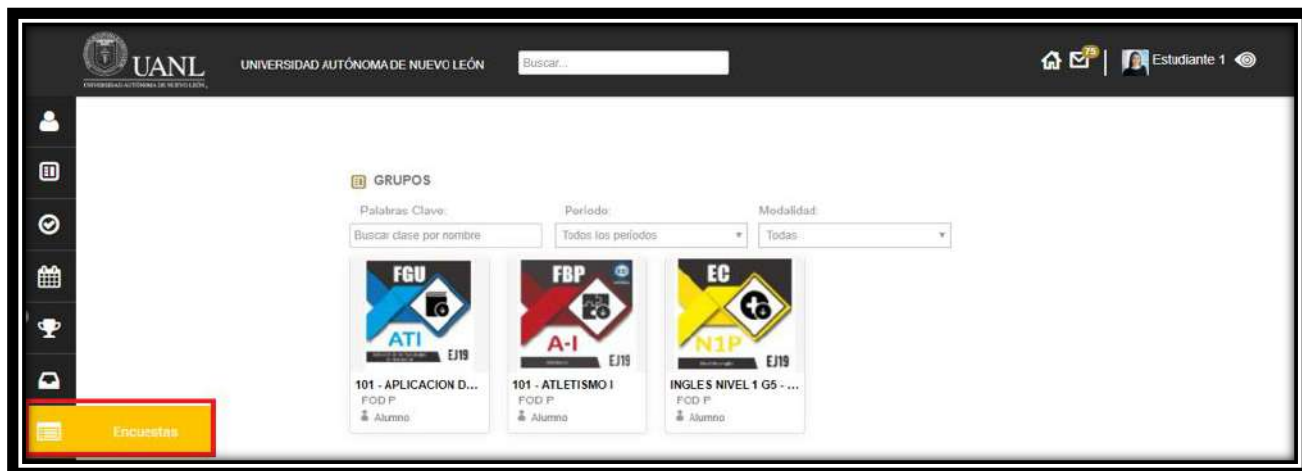 UANL
UNIVERSIDAD AUTÓNOMA DE NUEVO LEÓN
UNIVERSIDAD AUTÓNOMA DE NUEVO LEÓN
Buscar...
75
Estudiante 1
GRUPOS
Palabras Clave:
Periodo:
Modalidad:
Buscar clase por nombre
Todos los periodos
Todas
FGU
ATI
EJ19
FBP
A-I
EJ19
EC
N1P
EJ19
101 - APLICACION D...
101 - ATLETISMO I
INGLES NIVEL 1 G5 - ...
FOD P
FOD P
FOD P
Alumno
Alumno
Alumno
Encuestas